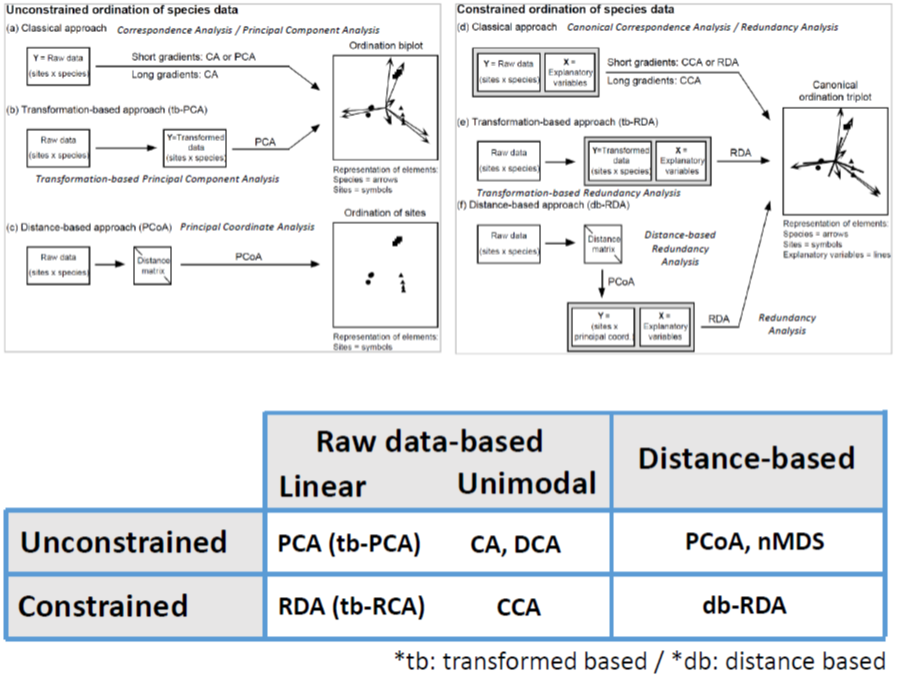 Unconstrained ordination of species data
(a) Classical approach Correspondence Analysis / Principal Component Analysis
Ordination biplot
Y = Raw data
(sites x species)
Short gradients: CA or PCA
Long gradients: CA
(b) Transformation-based approach (tb-PCA)
Raw data
(sites x species)
Y=Transformed
data
(sites x species)
PCA
Transformation-based Principal Component Analysis
Representation of elements:
Species = arrows
Sites = symbols
Ordination of sites
(c) Distance-based approach (PCoA) Principal Coordinate Analysis
Raw data
(sites x species)
Distance
matrix
PCoA
Representation of elements:
Sites = symbols
Constrained ordination of species data
(d) Classical approach Canonical Correspondence Analysis / Redundancy Analysis
Y = Raw data
(sites x species)
X =
Explanatory
variables
Short gradients: CCA or RDA
Long gradients: CCA
Canonical
ordination triplot
(e) Transformation-based approach (tb-RDA)
Raw data
(sites x species)
Y=Transformed
data
(sites x species)
X =
Explanatory
variables
RDA
Transformation-based Redundancy Analysis
(f) Distance-based approach (db-RDA)
Raw data
(sites x species)
Distance
matrix
Distance-based
Redundancy
Analysis
Representation of elements:
Species = arrows
Sites = symbols
Explanatory variables = lines
PCoA
Y =
(sites x
principal coord.)
X =
Explanatory
variables
RDA
Redundancy
Analysis
Raw data-based
Linear Unimodal
Distance-based
Unconstrained PCA (tb-PCA) CA, DCA PCoA, nMDS
Constrained RDA (tb-RCA) CCA db-RDA
*tb: transformed based / *db: distance based